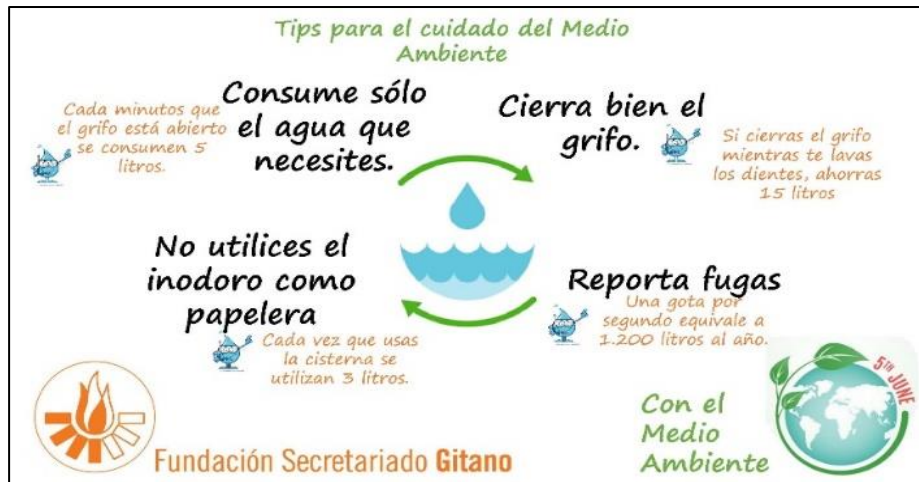 Tips para el cuidado del Medio
Ambiente
Consume sólo
el agua que
necesites.
Cada minutos que
el grifo está abierto
se consumen 5
litros.
Cierra bien el
grifo.
Si cierras el grifo
mientras te lavas
los dientes, ahorras
15 litros
No utilices el
inodoro como
papelera
Cada vez que usas
la cisterna se
utilizan 3 litros.
Reporta fugas
Una gota por
segundo equivale a
1.200 litros al año.
Fundación Secretariado Gitano
Con el
Medio
Ambiente
5TH JUNE